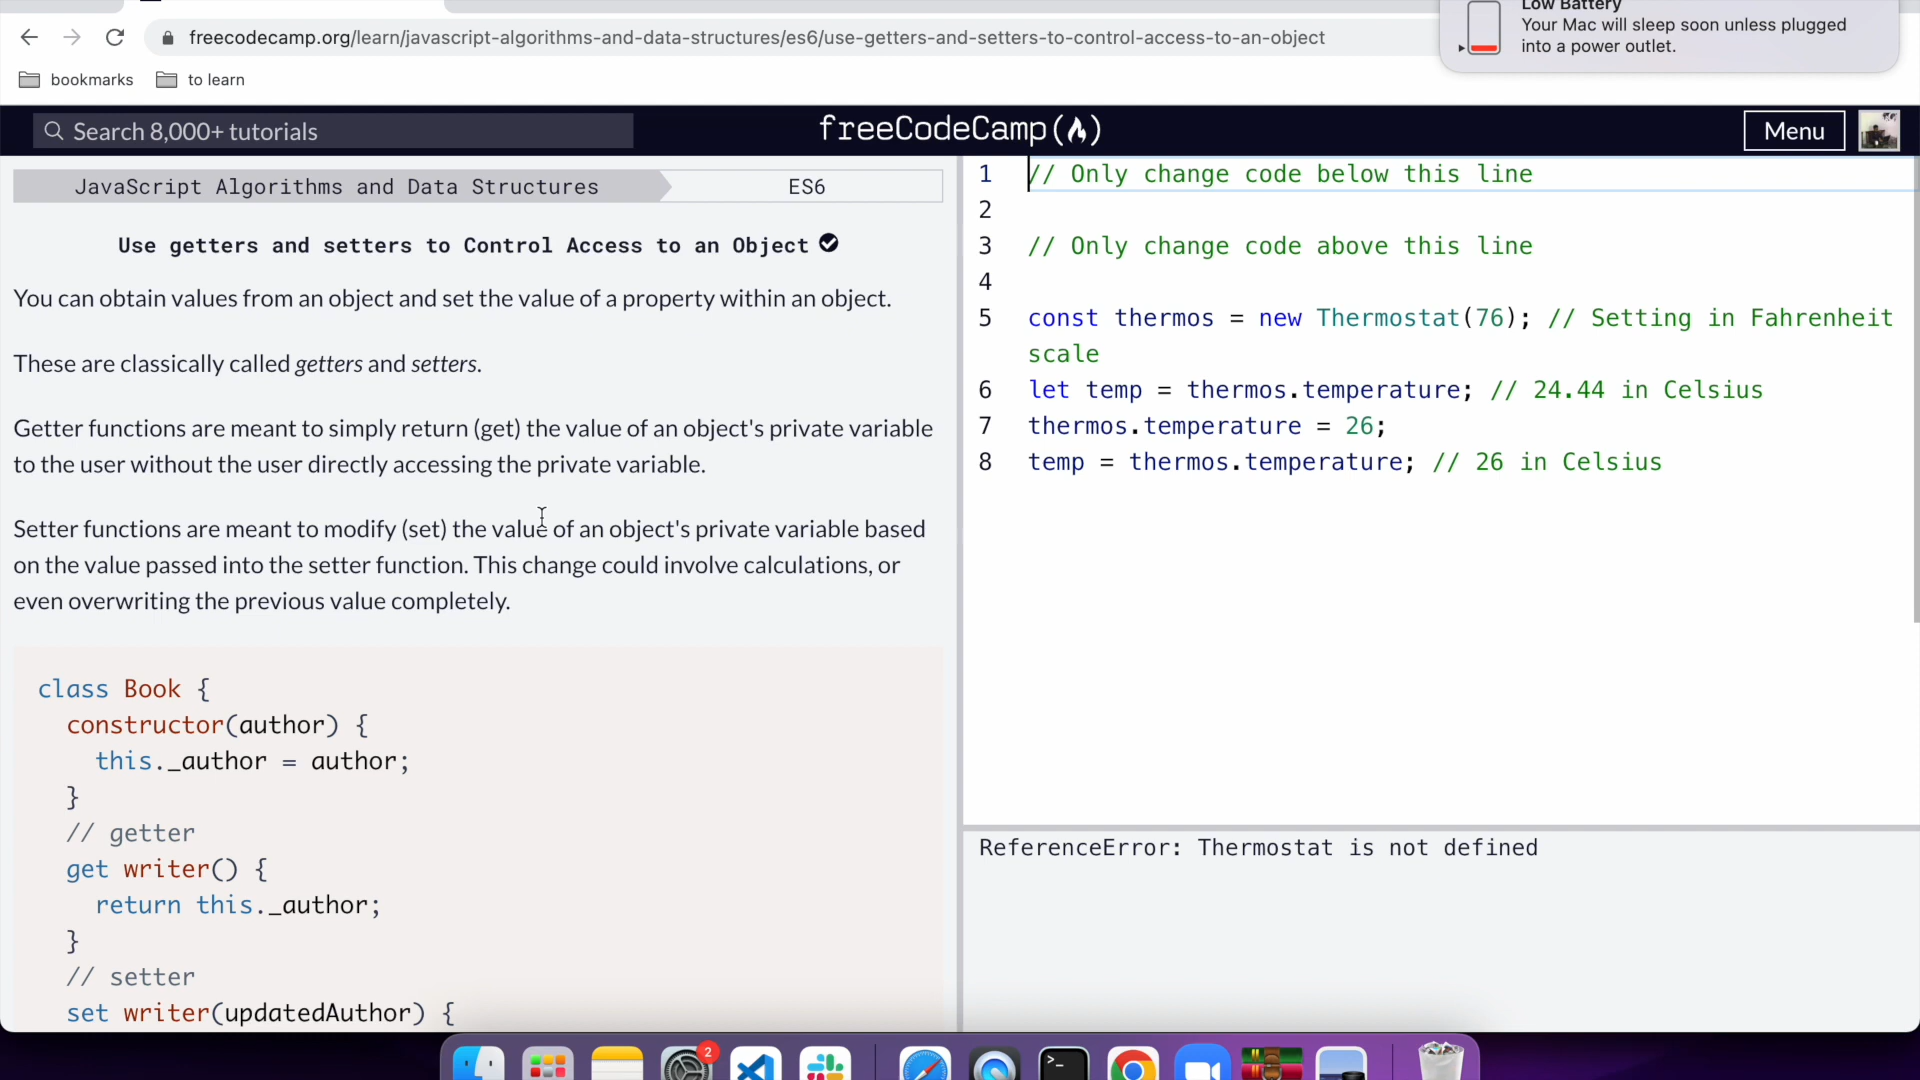 Low Battery
Your Mac will sleep soon unless plugged
into a power outlet.
freecodecamp.org/learn/javascript-algorithms-and-data-structures/es6/use-getters-and-setters-to-control-access-to-an-object
bookmarks to learn
Search 8,000+ tutorials
freeCodeCamp(🔥)
Menu
JavaScript Algorithms and Data Structures
ES6
Use getters and setters to Control Access to an Object
You can obtain values from an object and set the value of a property within an object.
These are classically called getters and setters.
Getter functions are meant to simply return (get) the value of an object's private variable
to the user without the user directly accessing the private variable.
Setter functions are meant to modify (set) the value of an object's private variable based
on the value passed into the setter function. This change could involve calculations, or
even overwriting the previous value completely.
class Book {
constructor(author) {
this._author = author;
}
// getter
get writer() {
return this._author;
}
// setter
set writer(updatedAuthor) {
1 // Only change code below this line
2
3 // Only change code above this line
4
5 const thermos = new Thermostat(76); // Setting in Fahrenheit
scale
6 let temp = thermos.temperature; // 24.44 in Celsius
7 thermos.temperature = 26;
8 temp = thermos.temperature; // 26 in Celsius
ReferenceError: Thermostat is not defined
2
>_